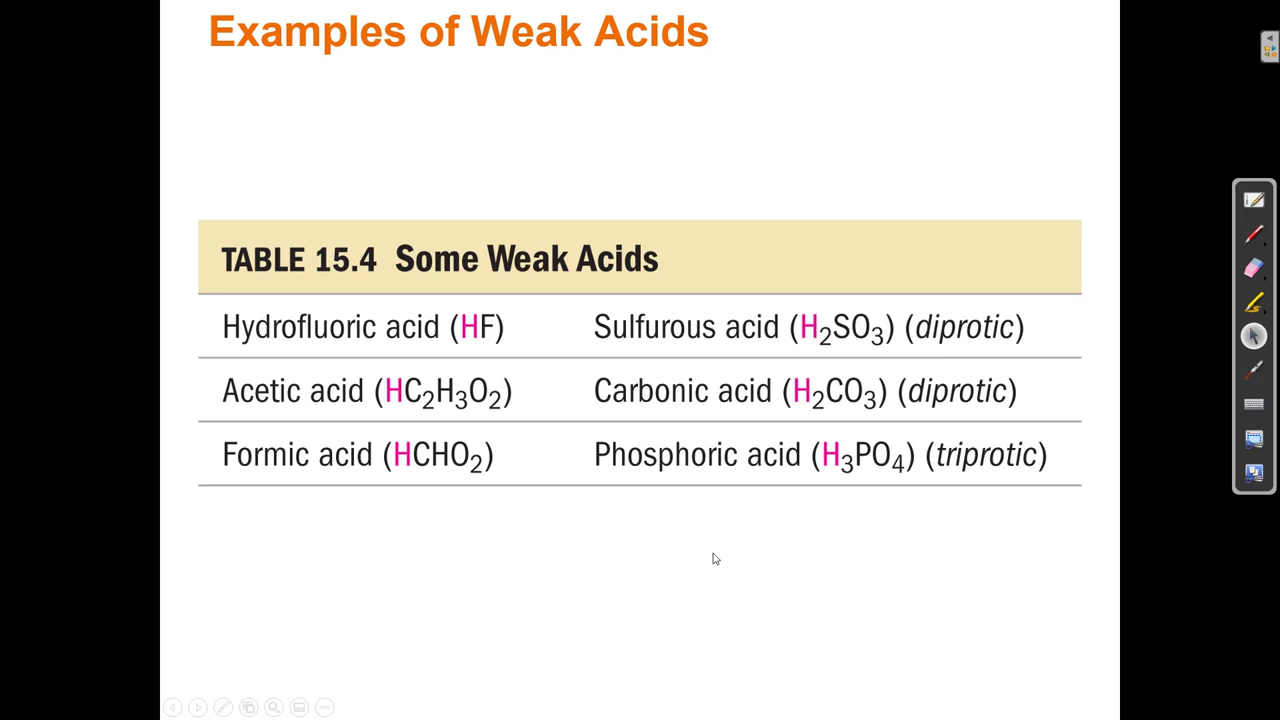 Examples of Weak Acids
TABLE 15.4 Some Weak Acids
Hydrofluoric acid (HF) Sulfurous acid (H₂SO₃) (diprotic)
Acetic acid (HC₂H₃O₂) Carbonic acid (H₂CO₃) (diprotic)
Formic acid (HCHO₂) Phosphoric acid (H₃PO₄) (triprotic)